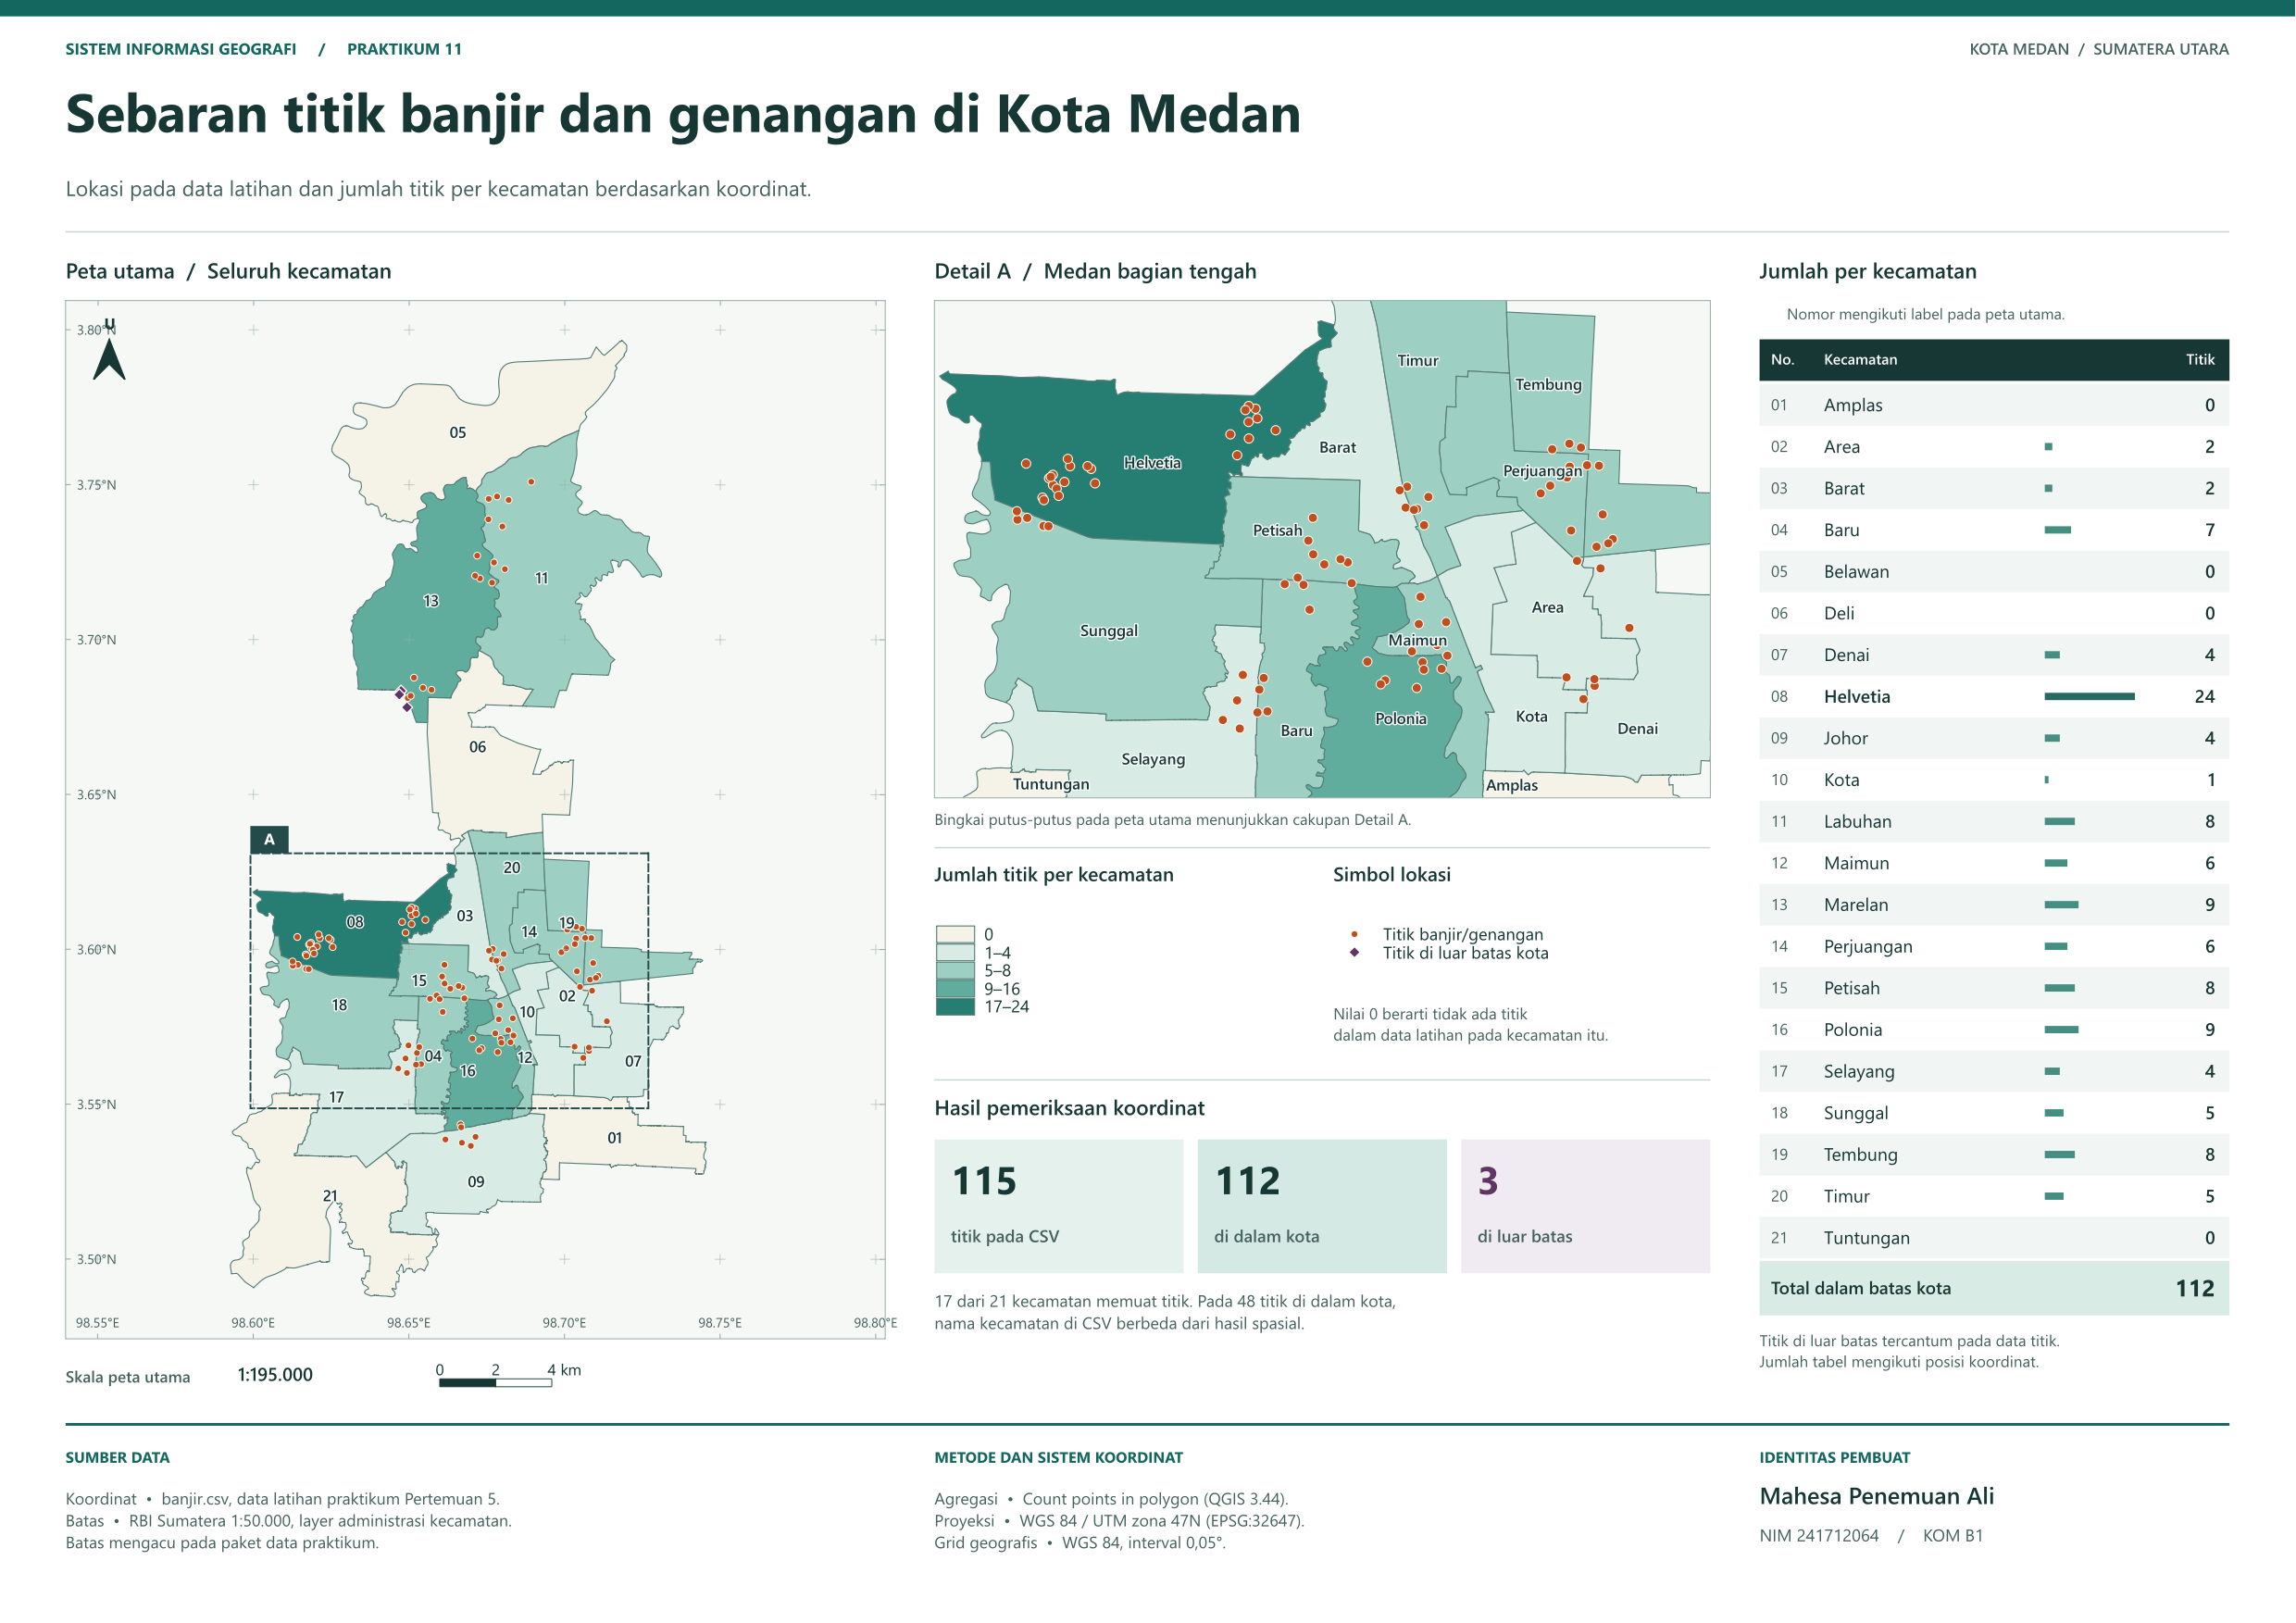 SISTEM INFORMASI GEOGRAFI / PRAKTIKUM 11
KOTA MEDAN / SUMATERA UTARA
Sebaran titik banjir dan genangan di Kota Medan
Lokasi pada data latihan dan jumlah titik per kecamatan berdasarkan koordinat.
Peta utama / Seluruh kecamatan
U
3.80°N
3.75°N
3.70°N
3.65°N
3.60°N
3.55°N
3.50°N
98.55°E
98.60°E
98.65°E
98.70°E
98.75°E
98.80°E
05
11
13
06
A
20
08
03
19
14
15
18
02
10
04
12
16
07
17
01
09
21
Skala peta utama
1:195.000
0 2 4 km
Detail A / Medan bagian tengah
Timur
Tembung
Barat
Helvetia
Perjuangan
Petisah
Area
Sunggal
Maimun
Kota
Polonia
Denai
Baru
Selayang
Tuntungan
Amplas
Bingkai putus-putus pada peta utama menunjukkan cakupan Detail A.
Jumlah titik per kecamatan
0
1–4
5–8
9–16
17–24
Simbol lokasi
Titik banjir/genangan
Titik di luar batas kota
Nilai 0 berarti tidak ada titik
dalam data latihan pada kecamatan itu.
Hasil pemeriksaan koordinat
115
titik pada CSV
112
di dalam kota
3
di luar batas
17 dari 21 kecamatan memuat titik. Pada 48 titik di dalam kota,
nama kecamatan di CSV berbeda dari hasil spasial.
Jumlah per kecamatan
Nomor mengikuti label pada peta utama.
No. Kecamatan Titik
01 Amplas 0
02 Area 2
03 Barat 2
04 Baru 7
05 Belawan 0
06 Deli 0
07 Denai 4
08 Helvetia 24
09 Johor 4
10 Kota 1
11 Labuhan 8
12 Maimun 6
13 Marelan 9
14 Perjuangan 6
15 Petisah 8
16 Polonia 9
17 Selayang 4
18 Sunggal 5
19 Tembung 8
20 Timur 5
21 Tuntungan 0
Total dalam batas kota 112
Titik di luar batas tercantum pada data titik.
Jumlah tabel mengikuti posisi koordinat.
SUMBER DATA
Koordinat • banjir.csv, data latihan praktikum Pertemuan 5.
Batas • RBI Sumatera 1:50.000, layer administrasi kecamatan.
Batas mengacu pada paket data praktikum.
METODE DAN SISTEM KOORDINAT
Agregasi • Count points in polygon (QGIS 3.44).
Proyeksi • WGS 84 / UTM zona 47N (EPSG:32647).
Grid geografis • WGS 84, interval 0,05°.
IDENTITAS PEMBUAT
Mahesa Penemuan Ali
NIM 241712064 / KOM B1